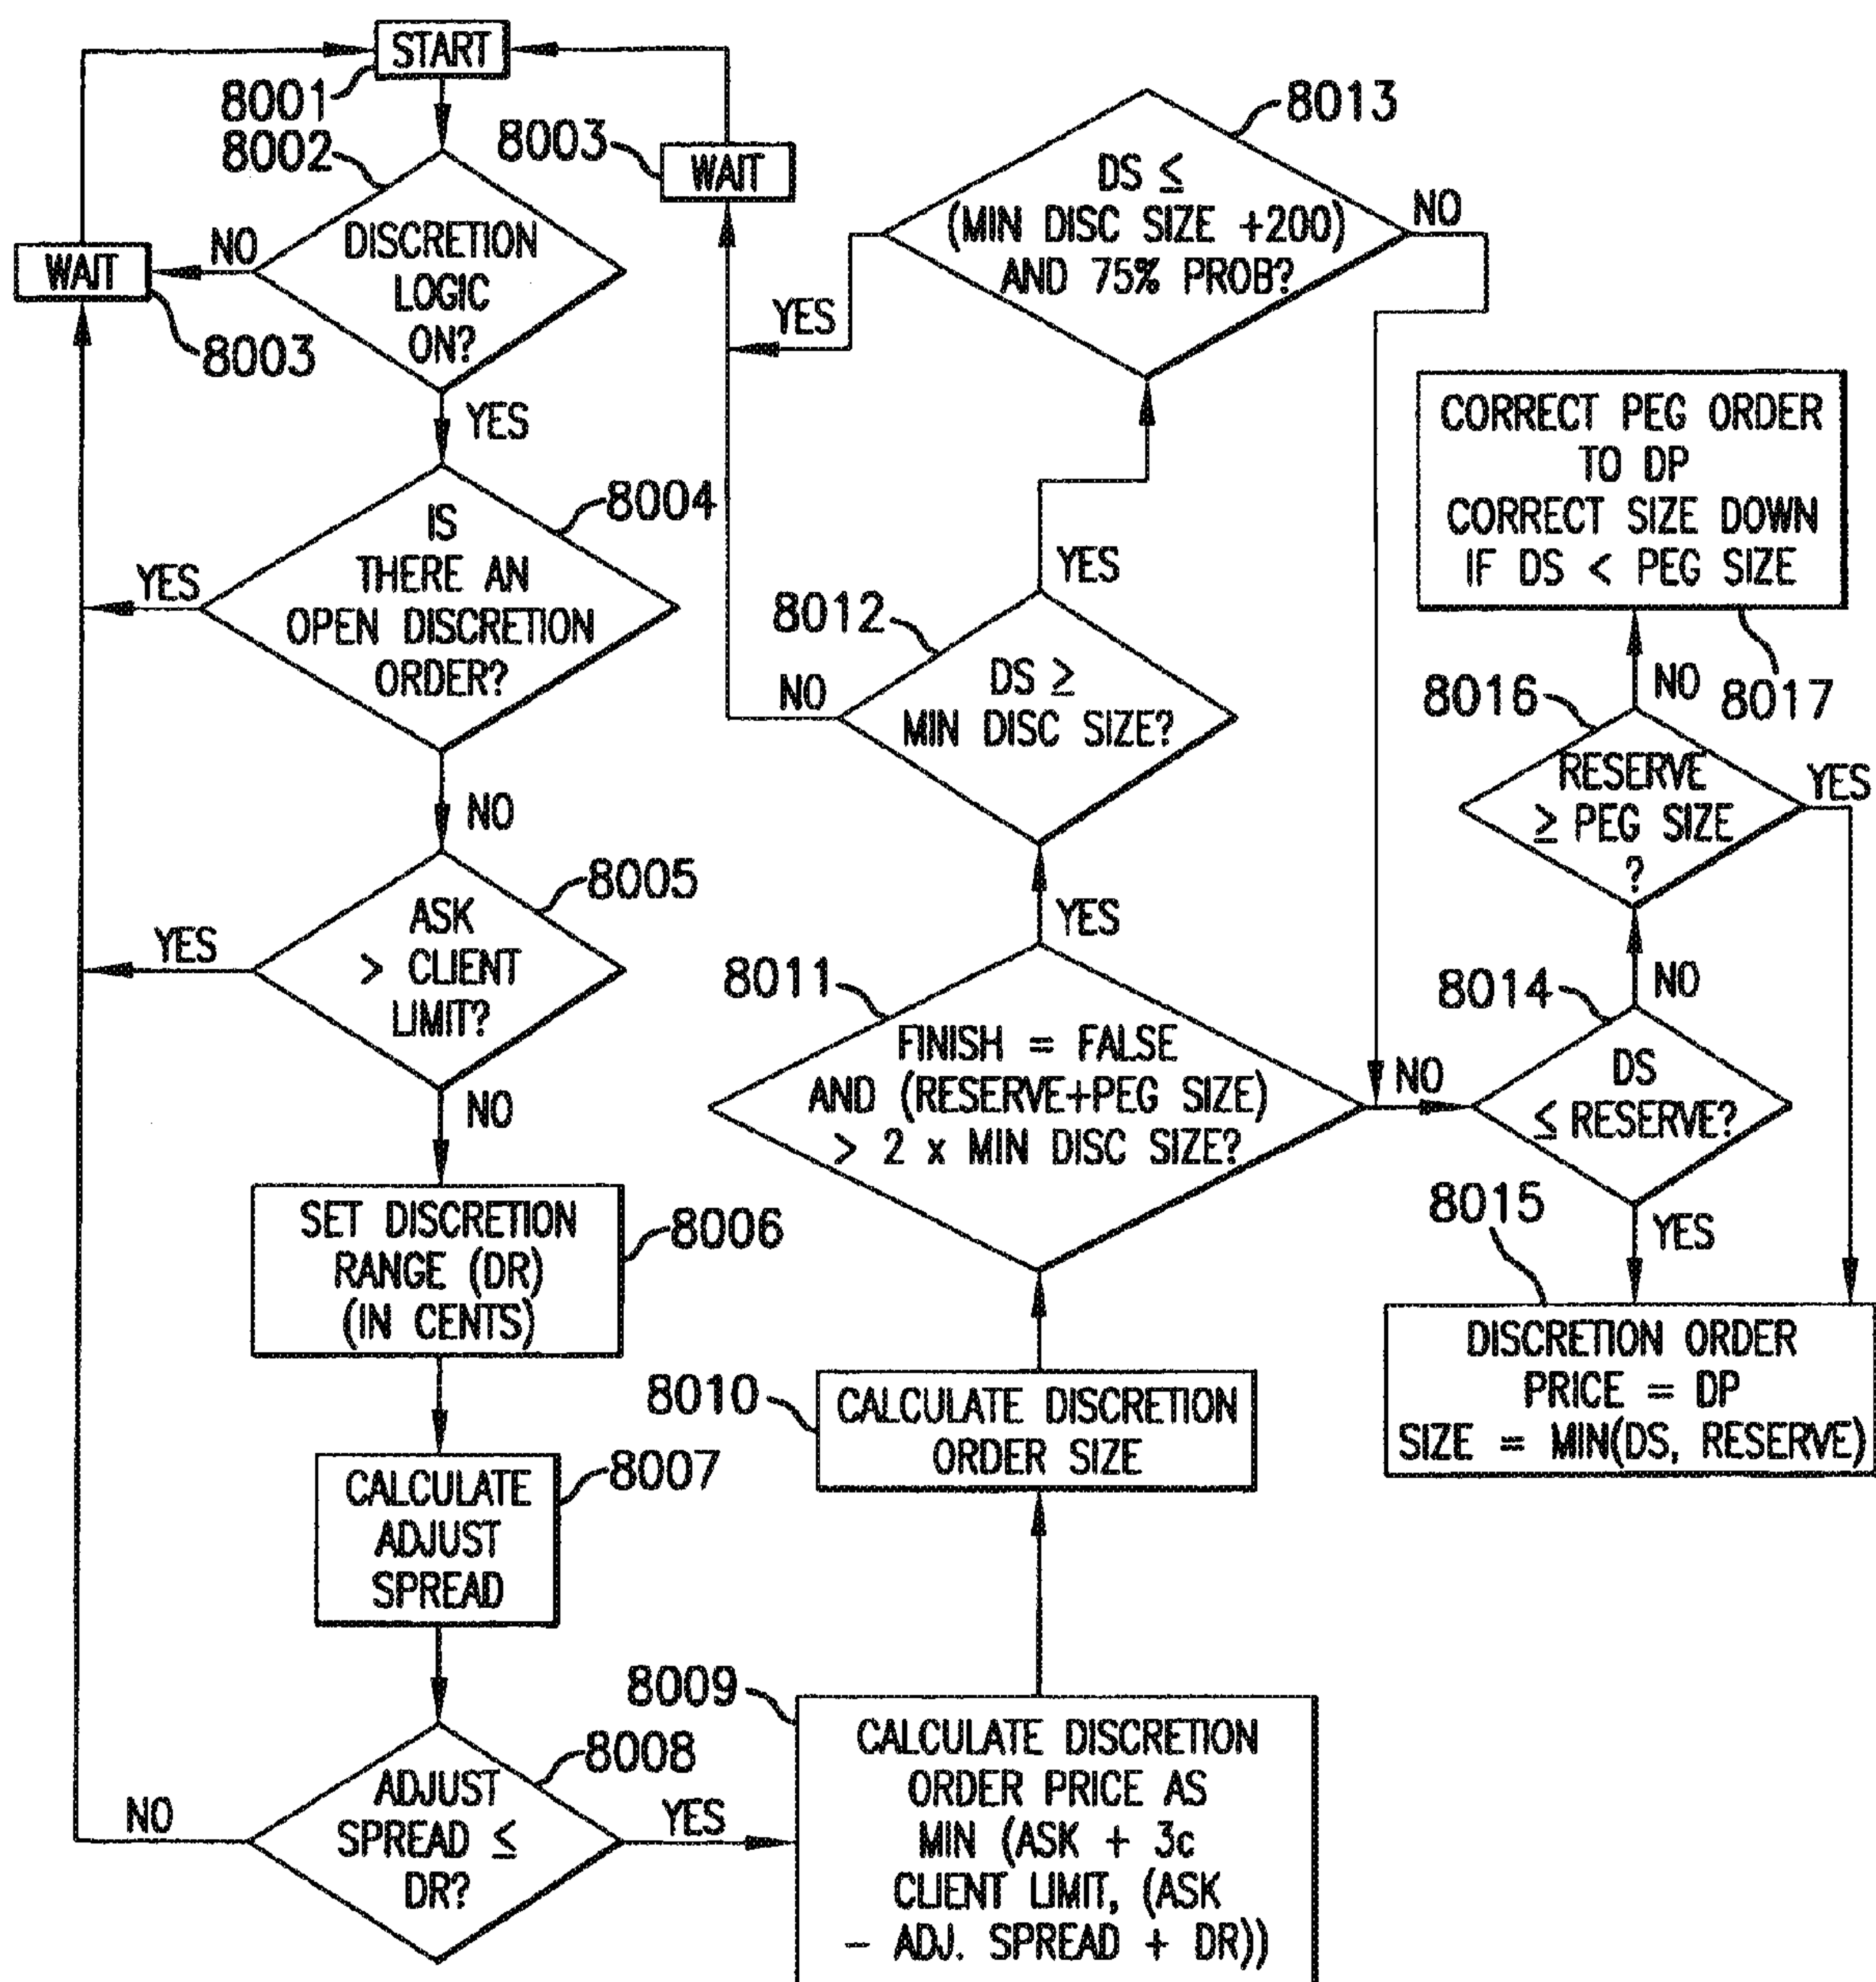 START
8001
8002
DISCRETION
LOGIC
ON?
NO
WAIT
8003
YES
8004
IS
THERE AN
OPEN DISCRETION
ORDER?
YES
NO
8005
ASK
> CLIENT
LIMIT?
YES
NO
SET DISCRETION
RANGE (DR)
(IN CENTS)
8006
CALCULATE
ADJUST
SPREAD
8007
8008
ADJUST
SPREAD ≤
DR?
NO
YES
8009
CALCULATE DISCRETION
ORDER PRICE AS
MIN (ASK + 3c
CLIENT LIMIT, (ASK
- ADJ. SPREAD + DR))
8010
CALCULATE DISCRETION
ORDER SIZE
8011
FINISH = FALSE
AND (RESERVE+PEG SIZE)
> 2 x MIN DISC SIZE?
YES
NO
8012
DS ≥
MIN DISC SIZE?
NO
YES
8003
WAIT
8013
DS ≤
(MIN DISC SIZE +200)
AND 75% PROB?
YES
NO
8014
DS
≤ RESERVE?
NO
YES
8015
DISCRETION ORDER
PRICE = DP
SIZE = MIN(DS, RESERVE)
8016
RESERVE
≥ PEG SIZE
?
YES
NO
8017
CORRECT PEG ORDER
TO DP
CORRECT SIZE DOWN
IF DS < PEG SIZE